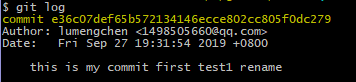 $ git log
commit e36c07def65b572134146ecce802cc805f0dc279
Author: lumengchen <1498505660@qq.com>
Date:   Fri Sep 27 19:31:54 2019 +0800
    this is my commit first test1 rename